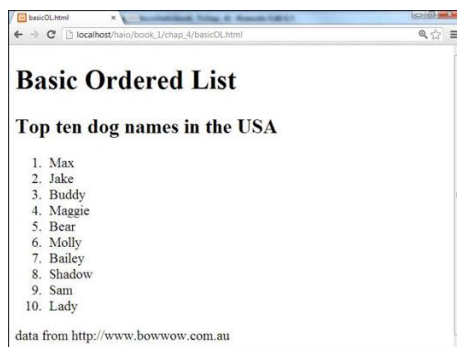 basicOL.html
localhost/haio/book_1/chap_4/basicOL.html
Basic Ordered List
Top ten dog names in the USA
1. Max
2. Jake
3. Buddy
4. Maggie
5. Bear
6. Molly
7. Bailey
8. Shadow
9. Sam
10. Lady
data from http://www.bowwow.com.au